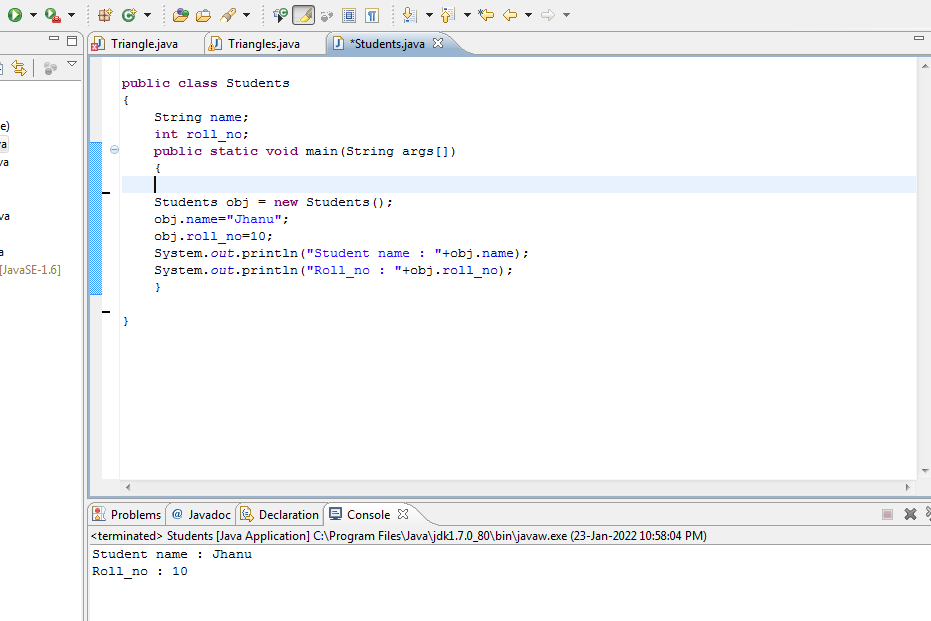 Triangle.java Triangles.java *Students.java
public class Students
{
String name;
e)
int roll_no;
va
public static void main(String args[])
va
{
va
Students obj = new Students();
obj.name="Jhanu";
obj.roll_no=10;
a
System.out.println("Student name : "+obj.name);
[JavaSE-1.6]
System.out.println("Roll_no : "+obj.roll_no);
}
}
Problems @ Javadoc Declaration Console
<terminated> Students [Java Application] C:\Program Files\Java\jdk1.7.0_80\bin\javaw.exe (23-Jan-2022 10:58:04 PM)
Student name : Jhanu
Roll_no : 10